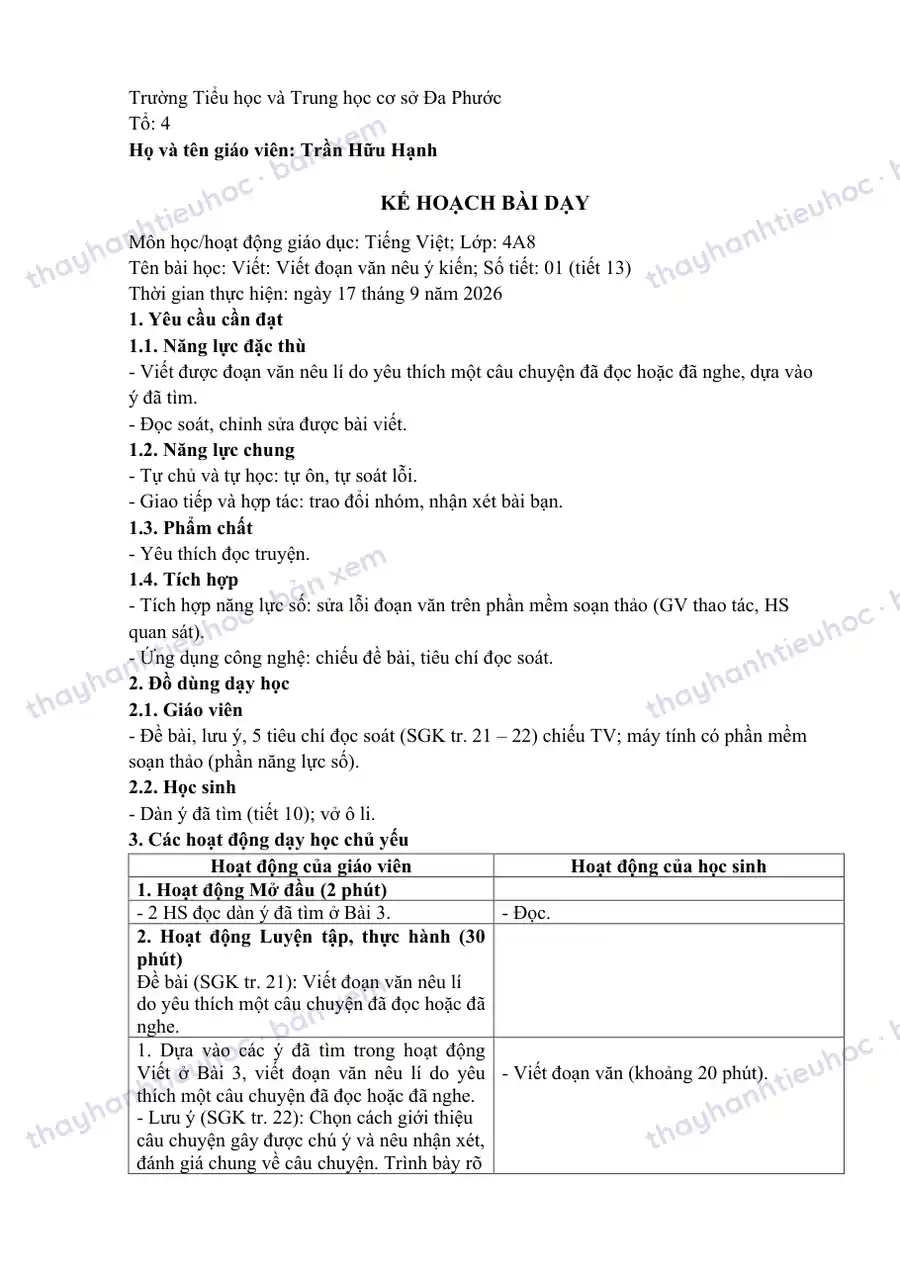 Trường Tiểu học và Trung học cơ sở Đa Phước
Tổ: 4
Họ và tên giáo viên: Trần Hữu Hạnh
KẾ HOẠCH BÀI DẠY
Môn học/hoạt động giáo dục: Tiếng Việt; Lớp: 4A8
Tên bài học: Viết: Viết đoạn văn nêu ý kiến; Số tiết: 01 (tiết 13)
Thời gian thực hiện: ngày 17 tháng 9 năm 2026
1. Yêu cầu cần đạt
1.1. Năng lực đặc thù
- Viết được đoạn văn nêu lí do yêu thích một câu chuyện đã đọc hoặc đã nghe, dựa vào
ý đã tìm.
- Đọc soát, chỉnh sửa được bài viết.
1.2. Năng lực chung
- Tự chủ và tự học: tự ôn, tự soát lỗi.
- Giao tiếp và hợp tác: trao đổi nhóm, nhận xét bài bạn.
1.3. Phẩm chất
- Yêu thích đọc truyện.
1.4. Tích hợp
- Tích hợp năng lực số: sửa lỗi đoạn văn trên phần mềm soạn thảo (GV thao tác, HS
quan sát).
- Ứng dụng công nghệ: chiếu đề bài, tiêu chí đọc soát.
2. Đồ dùng dạy học
2.1. Giáo viên
- Đề bài, lưu ý, 5 tiêu chí đọc soát (SGK tr. 21 – 22) chiếu TV; máy tính có phần mềm
soạn thảo (phần năng lực số).
2.2. Học sinh
- Dàn ý đã tìm (tiết 10); vở ô li.
3. Các hoạt động dạy học chủ yếu
Hoạt động của giáo viên
Hoạt động của học sinh
1. Hoạt động Mở đầu (2 phút)
- 2 HS đọc dàn ý đã tìm ở Bài 3.
- Đọc.
2. Hoạt động Luyện tập, thực hành (30
phút)
Đề bài (SGK tr. 21): Viết đoạn văn nêu lí
do yêu thích một câu chuyện đã đọc hoặc đã
nghe.
1. Dựa vào các ý đã tìm trong hoạt động
Viết ở Bài 3, viết đoạn văn nêu lí do yêu
thích một câu chuyện đã đọc hoặc đã nghe.
- Lưu ý (SGK tr. 22): Chọn cách giới thiệu
câu chuyện gây được chú ý và nêu nhận xét,
đánh giá chung về câu chuyện. Trình bày rõ
- Viết đoạn văn (khoảng 20 phút).
thayhanhtieuhoc · bản xem
thayhanhtieuhoc · b
thayhanhtieuhoc · bản xem
thayhanhtieuhoc · b
thayhanhtieuhoc · bản xem
thayhanhtieuhoc · b